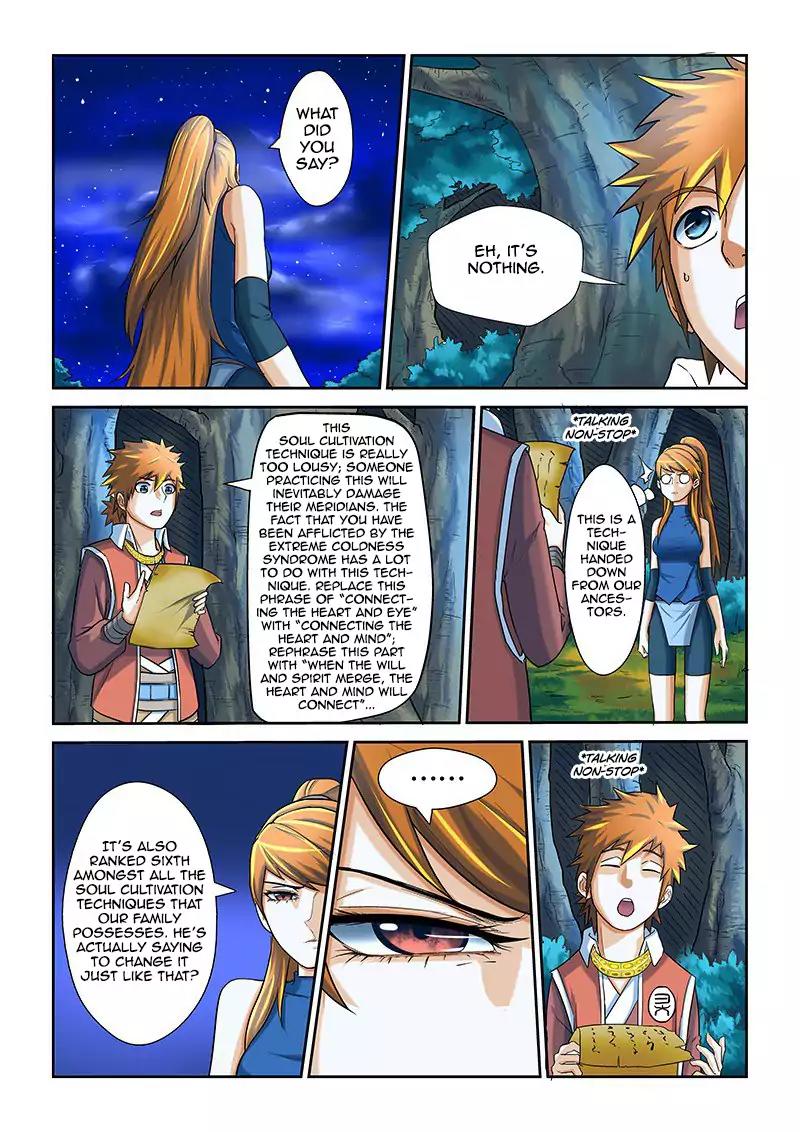 WHAT
DID
YOU
SAY?
EH, IT'S
NOTHING.
THIS
SOUL CULTIVATION
TECHNIQUE IS REALLY
TOO LOUSY; SOMEONE
PRACTICING THIS WILL
INEVITABLY DAMAGE
THEIR MERIDIANS. THE
FACT THAT YOU HAVE
BEEN AFFLICTED BY THE
EXTREME COLDNESS
SYNDROME HAS A LOT
TO DO WITH THIS TECH-
NIQUE. REPLACE THIS
PHRASE OF "CONNECT-
ING THE HEART AND EYE"
WITH "CONNECTING THE
HEART AND MIND";
REPHRASE THIS PART
WITH "WHEN THE WILL
AND SPIRIT MERGE, THE
HEART AND MIND WILL
CONNECT"...
*TALKING
NON-STOP*
THIS IS A
TECH-
NIQUE
HANDED
DOWN
FROM OUR
ANCES-
TORS.
IT'S ALSO
RANKED SIXTH
AMONGST ALL THE
SOUL CULTIVATION
TECHNIQUES THAT
OUR FAMILY
POSSESSES. HE'S
ACTUALLY SAYING
TO CHANGE IT
JUST LIKE THAT?
......
*TALKING
NON-STOP*